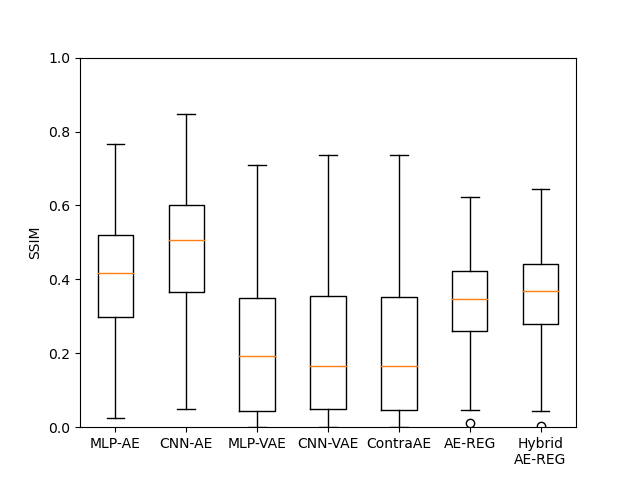 1.0
0.8
0.6
0.4
0.2
0.0
SSIM
MLP-AE
CNN-AE
MLP-VAE
CNN-VAE
ContraAE
AE-REG
Hybrid
AE-REG